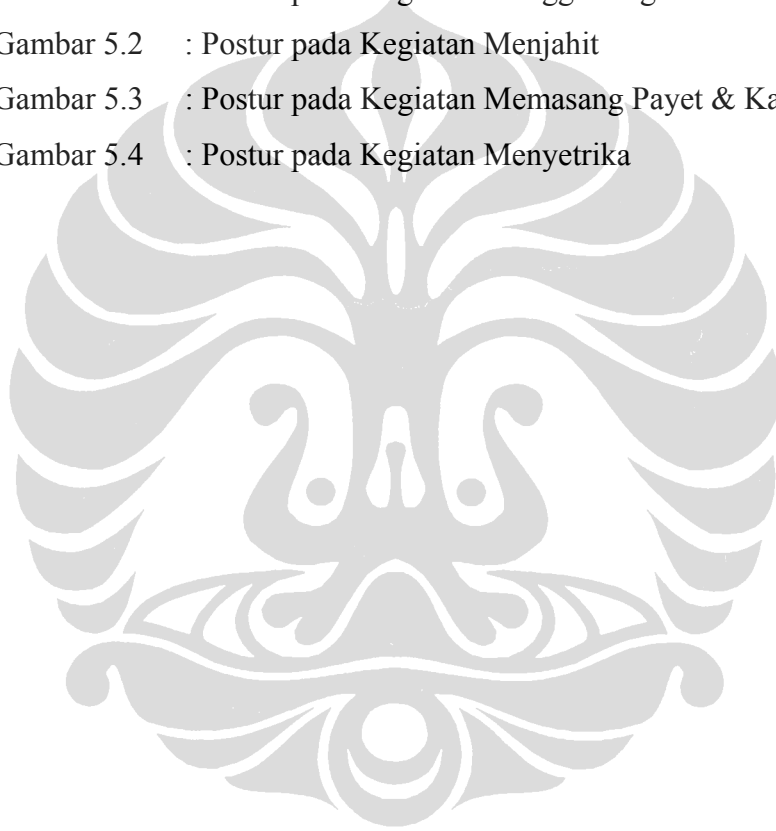 Gambar 5.2 : Postur pada Kegiatan Menjahit
Gambar 5.3 : Postur pada Kegiatan Memasang Payet &
Gambar 5.4 : Postur pada Kegiatan Menyetrika